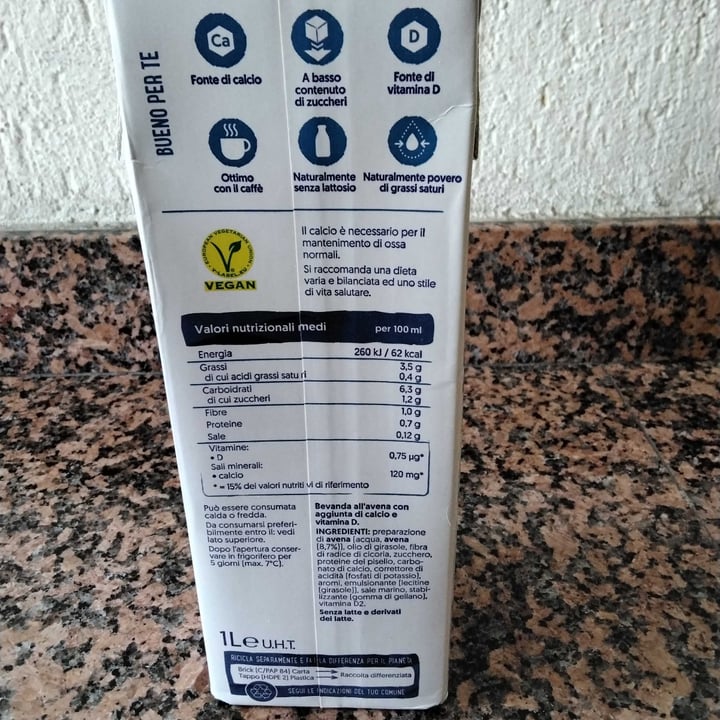 BUONO PER TE
Ca
D
Fonte di calcio
A basso
contenuto
di zuccheri
Fonte di
vitamina D
Ottimo
con il caffè
Naturalmente
senza lattosio
Naturalmente povero
di grassi saturi
EUROPEAN VEGETARIAN UNION
V-LABEL.EU
VEGAN
Il calcio è necessario per il
mantenimento di ossa
normali.
Si raccomanda una dieta
varia e bilanciata ed uno stile
di vita salutare.
Valori nutrizionali medi per 100 ml
Energia 260 kJ / 62 kcal
Grassi 3,5 g
di cui acidi grassi saturi 0,4 g
Carboidrati 6,3 g
di cui zuccheri 1,2 g
Fibre 1,0 g
Proteine 0,7 g
Sale 0,12 g
Vitamine:
• D 0,75 µg*
Sali minerali:
• calcio 120 mg*
* = 15% dei valori nutritivi di riferimento
Può essere consumata
calda o fredda.
Da consumarsi preferi-
bilmente entro il: vedi
lato superiore.
Dopo l'apertura conser-
vare in frigorifero per
5 giorni (max. 7°C).
Bevanda all'avena con
aggiunta di calcio e
vitamina D.
INGREDIENTI: preparazione
di avena (acqua, avena
(8,7%)), olio di girasole, fibra
di radice di cicoria, zucchero,
proteine del pisello, carbo-
nato di calcio, correttore di
acidità (fosfati di potassio),
aromi, emulsionante (lecitine
(girasole)), sale marino, stabi-
lizzante (gomma di gellano),
vitamina D2.
Senza latte e derivati
del latte.
1L e U.H.T.
RICICLA SEPARAMENTE E FAI LA DIFFERENZA PER IL PIANETA
Brick (C/PAP 84) Carta
Tappo (HDPE 2) Plastica
Raccolta differenziata
SEGUI LE INDICAZIONI DEL TUO COMUNE